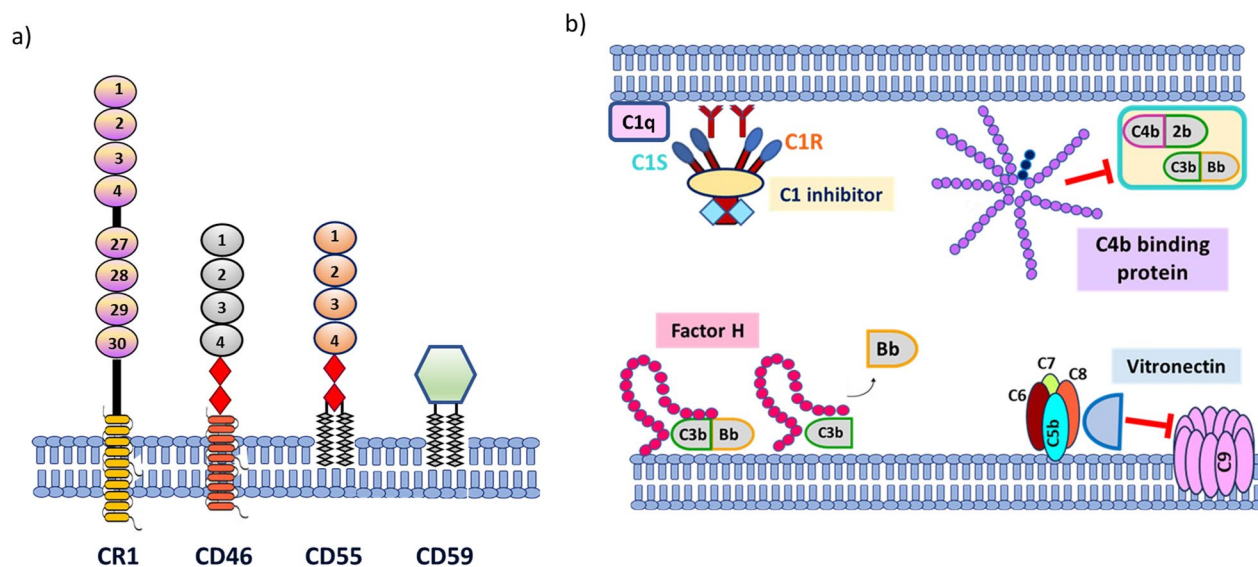 a)
1
2
3
4
27
28
29
30
1
2
3
4
1
2
3
4
CR1
CD46
CD55
CD59
b)
C1q
C1S
C1R
C1 inhibitor
C4b 2b
C3b Bb
C4b binding
protein
Factor H
C3b Bb
C3b
Bb
C7
C6
C8
C5b
Vitronectin
C9